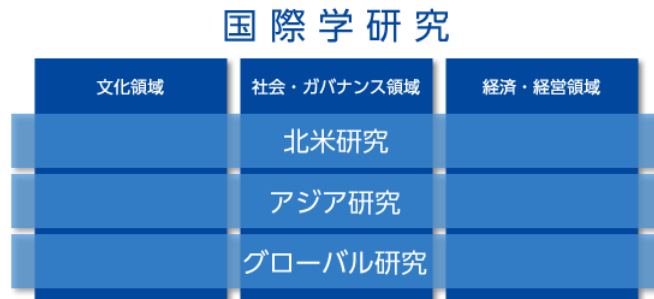 国際学研究
文化領域
社会・ガバナンス領域
経済・経営領域
北米研究
アジア研究
グローバル研究